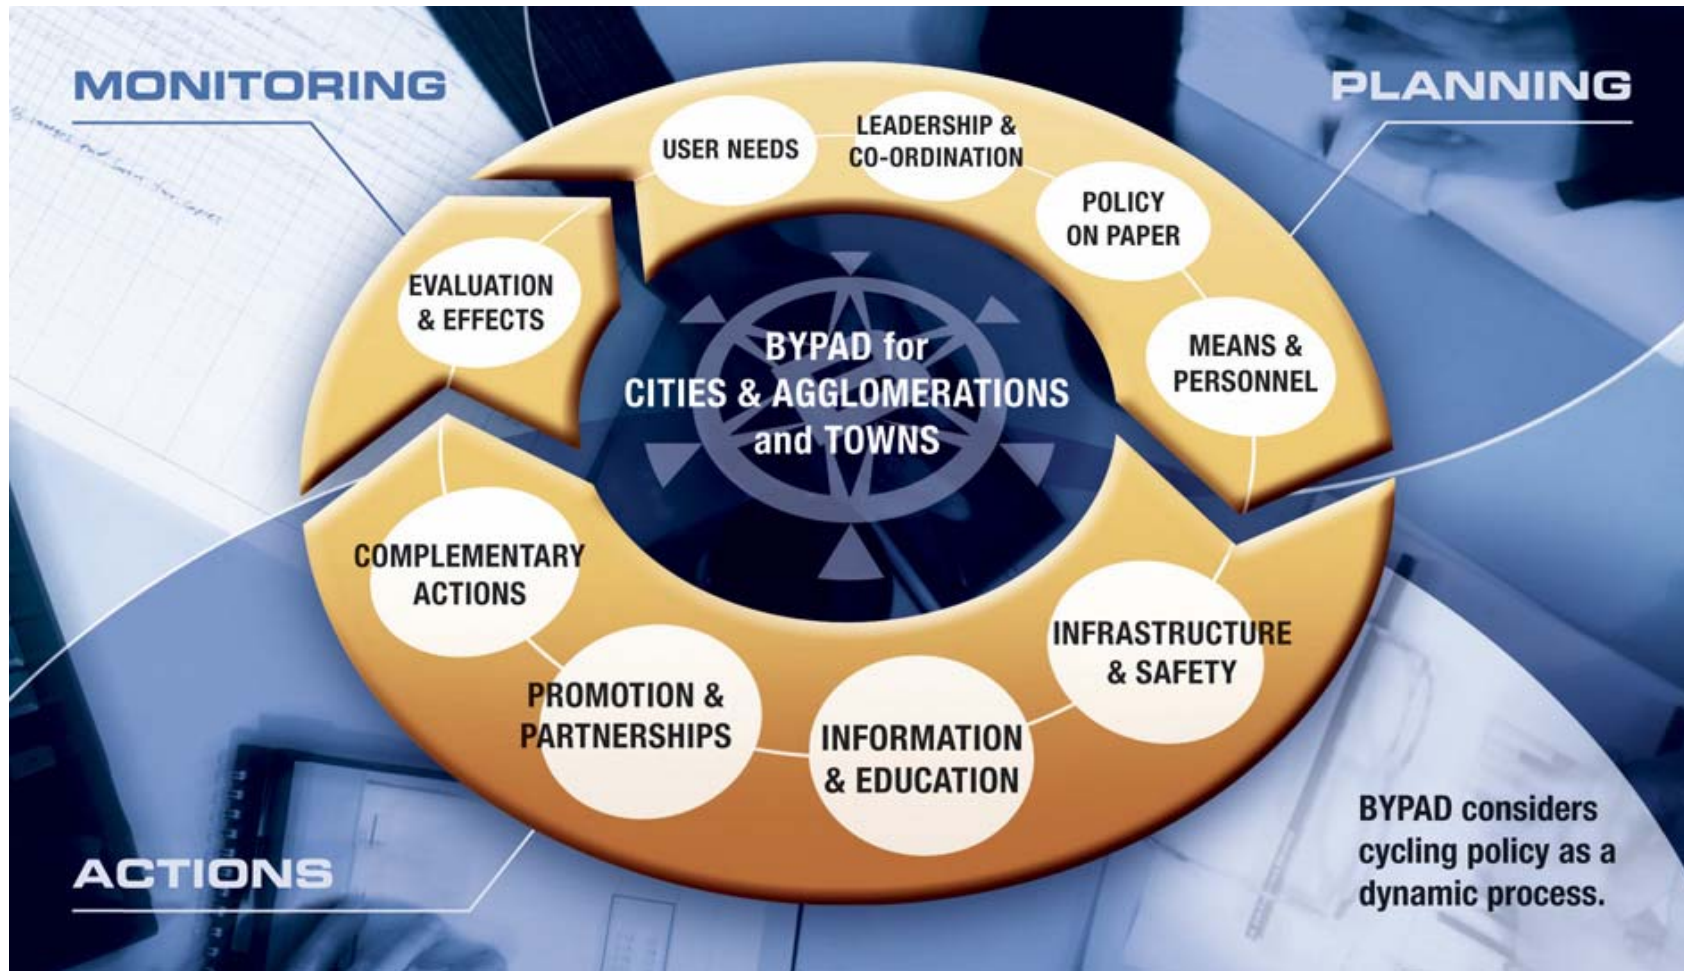 MONITORING
PLANNING
USER NEEDS
LEADERSHIP &
CO-ORDINATION
POLICY
ON PAPER
MEANS &
PERSONNEL
EVALUATION
& EFFECTS
BYPAD for
CITIES & AGGLOMERATIONS
and TOWNS
COMPLEMENTARY
ACTIONS
PROMOTION &
PARTNERSHIPS
INFORMATION
& EDUCATION
INFRASTRUCTURE
& SAFETY
ACTIONS
BYPAD considers
cycling policy as a
dynamic process.